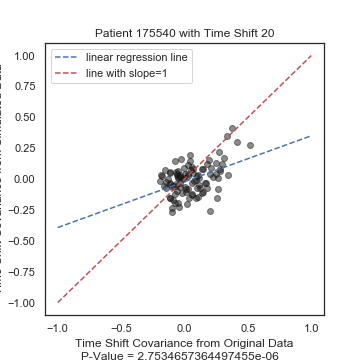 Patient 175540 with Time Shift 20
linear regression line
line with slope=1
1.00
0.75
0.50
0.25
0.00
−0.25
−0.50
−0.75
−1.00
−1.0 −0.5 0.0 0.5 1.0
Time Shift Covariance from Original Data
P-Value = 2.7534657364497455e-06